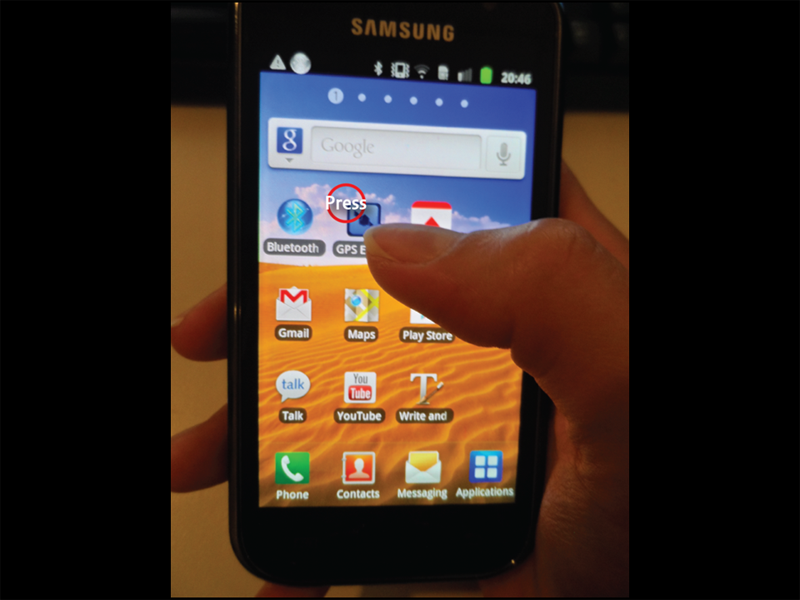 SAMSUNG
20:46
1
g Google
Press
Bluetooth GPS
Gmail Maps Play Store
talk You Tube T
Talk YouTube Write and
Phone Contacts Messaging Applications